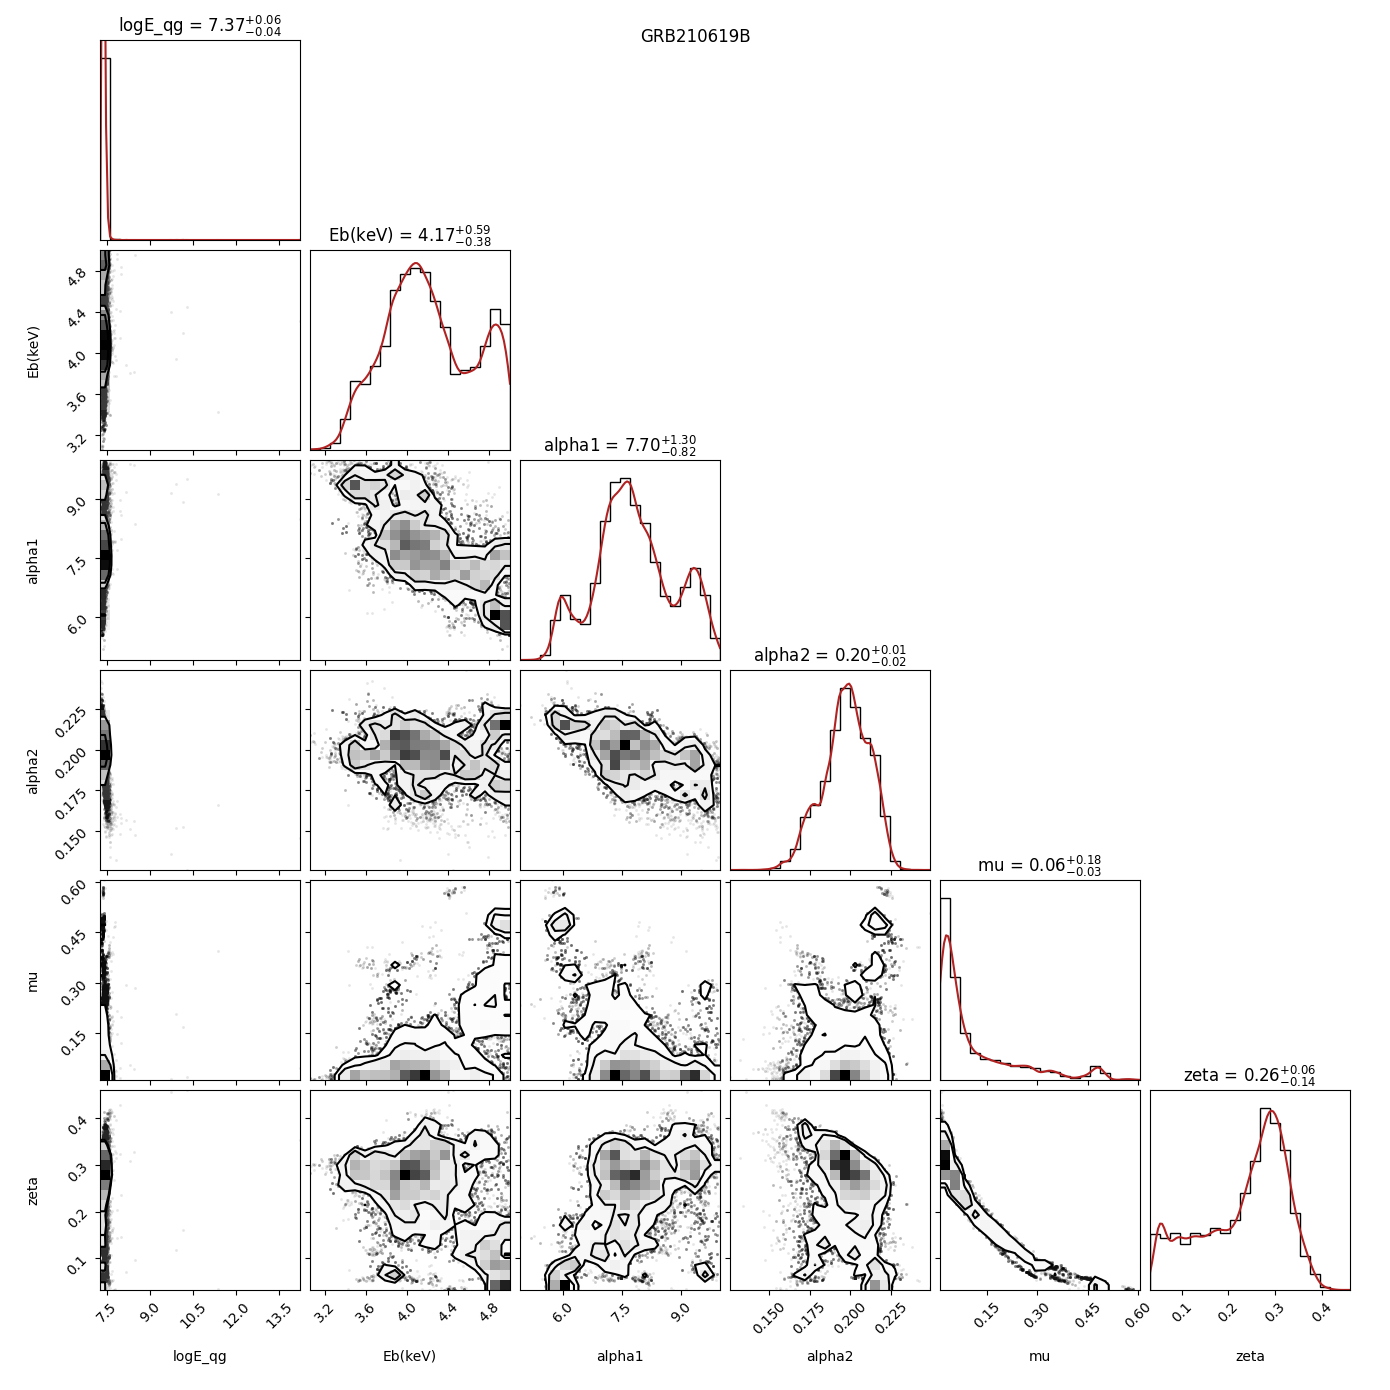 GRB210619B
logE_qg = 7.37+0.06−0.04
Eb(keV) = 4.17+0.59−0.38
4.8
4.4
4.0
3.6
3.2
Eb(keV)
alpha1 = 7.70+1.30−0.82
9.0
7.5
6.0
alpha1
alpha2 = 0.20+0.01−0.02
0.225
0.200
0.175
0.150
alpha2
mu = 0.06+0.18−0.03
0.60
0.45
0.30
0.15
mu
zeta = 0.26+0.06−0.14
0.4
0.3
0.2
0.1
zeta
7.5 9.0 10.5 12.0 13.5 3.2 3.6 4.0 4.4 4.8 6.0 7.5 9.0 0.150 0.175 0.200 0.225 0.15 0.30 0.45 0.60 0.1 0.2 0.3 0.4
logE_qg Eb(keV) alpha1 alpha2 mu zeta